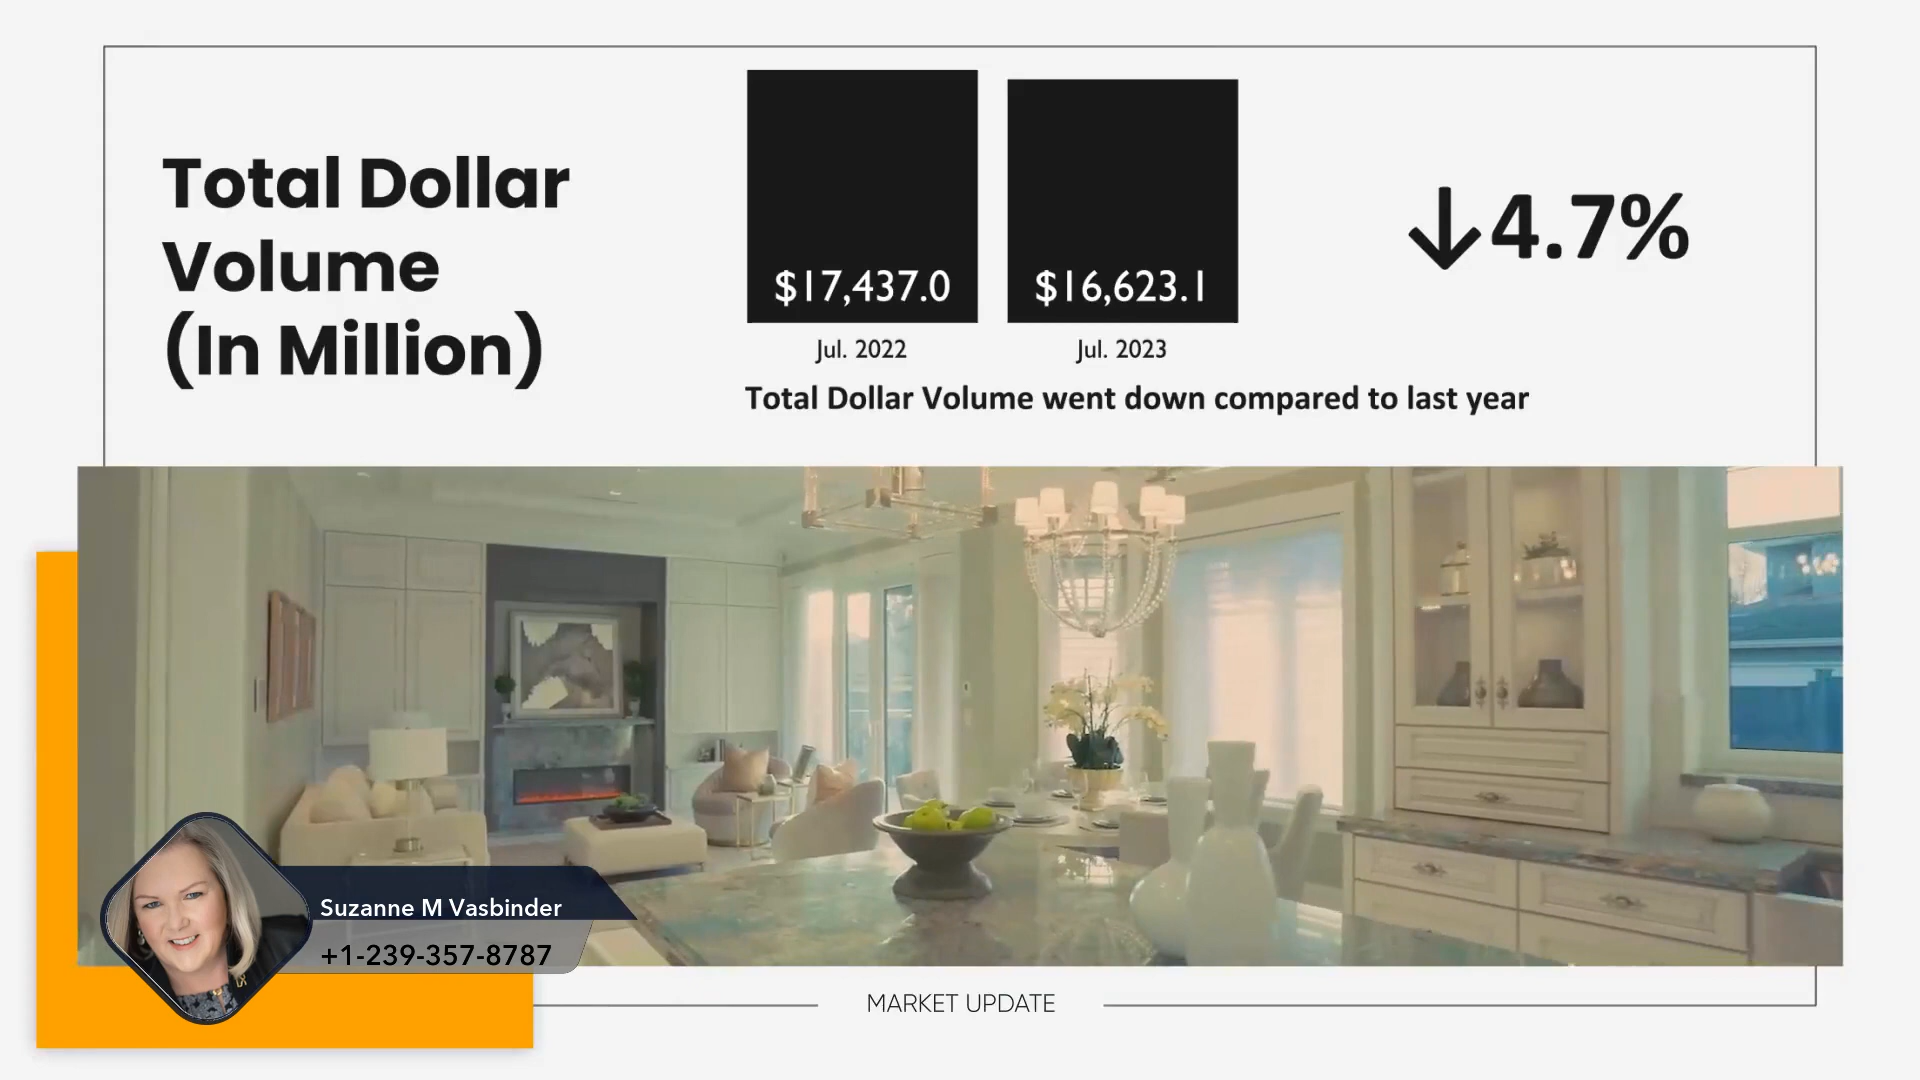 Total Dollar
Volume
(In Million)
$17,437.0
$16,623.1
Jul. 2022
Jul. 2023
↓4.7%
Total Dollar Volume went down compared to last year
Suzanne M Vasbinder
+1-239-357-8787
MARKET UPDATE